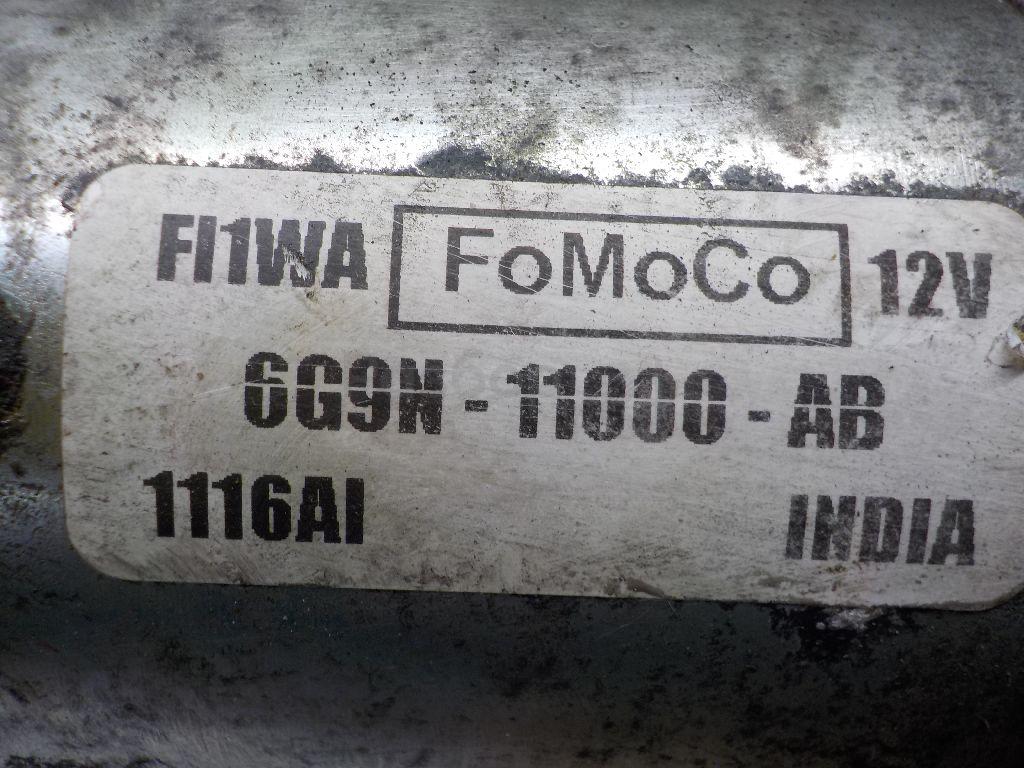 FI1WA FoMoCo 12V
6G9N-11000-AB
1116AI INDIA